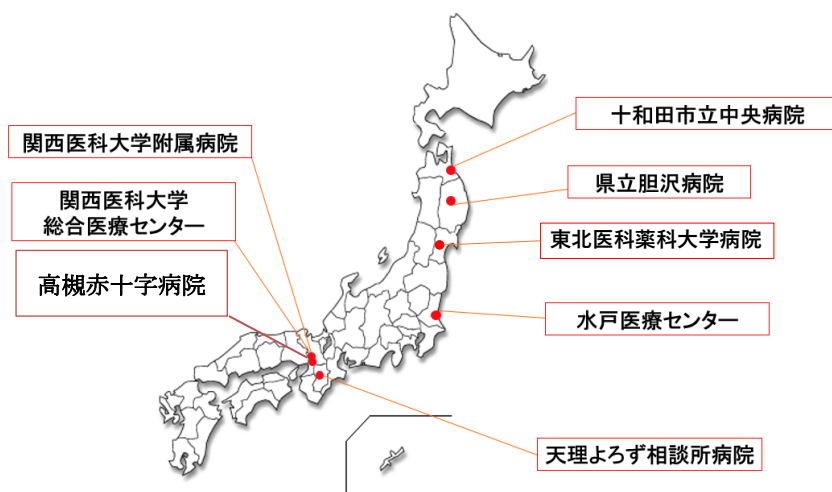 十和田市立中央病院
関西医科大学附属病院
県立胆沢病院
関西医科大学
総合医療センター
東北医科薬科大学病院
高槻赤十字病院
水戸医療センター
天理よろず相談所病院